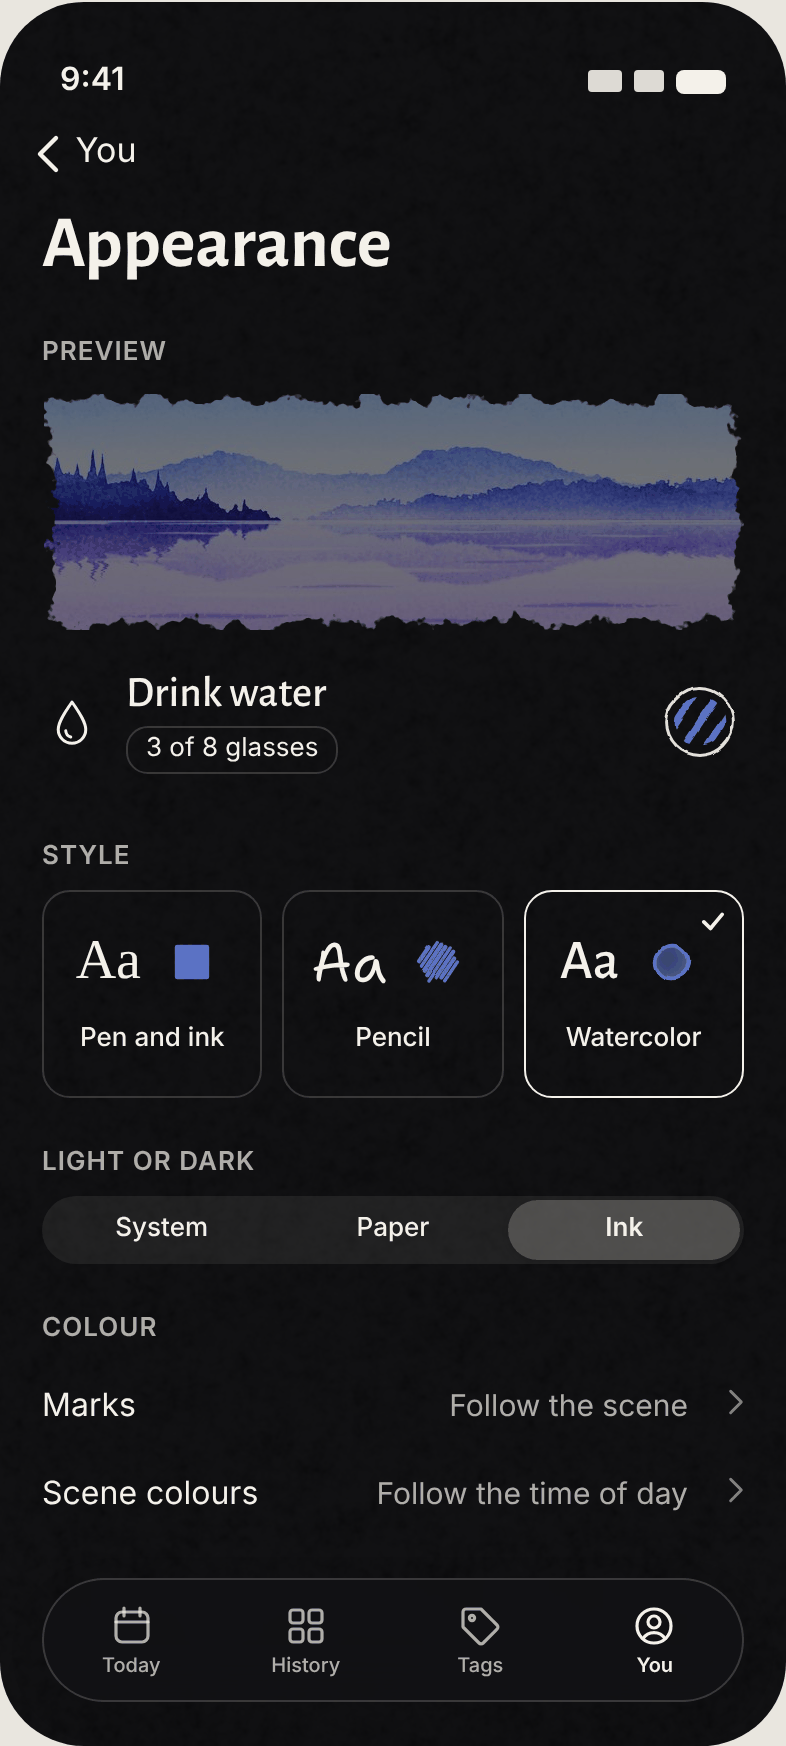 9:41
You
Appearance
PREVIEW
Drink water
3 of 8 glasses
STYLE
Aa
Aa
Aa
Pen and ink
Pencil
Watercolor
LIGHT OR DARK
System
Paper
Ink
COLOUR
Marks
Follow the scene
Scene colours
Follow the time of day
Today
History
Tags
You